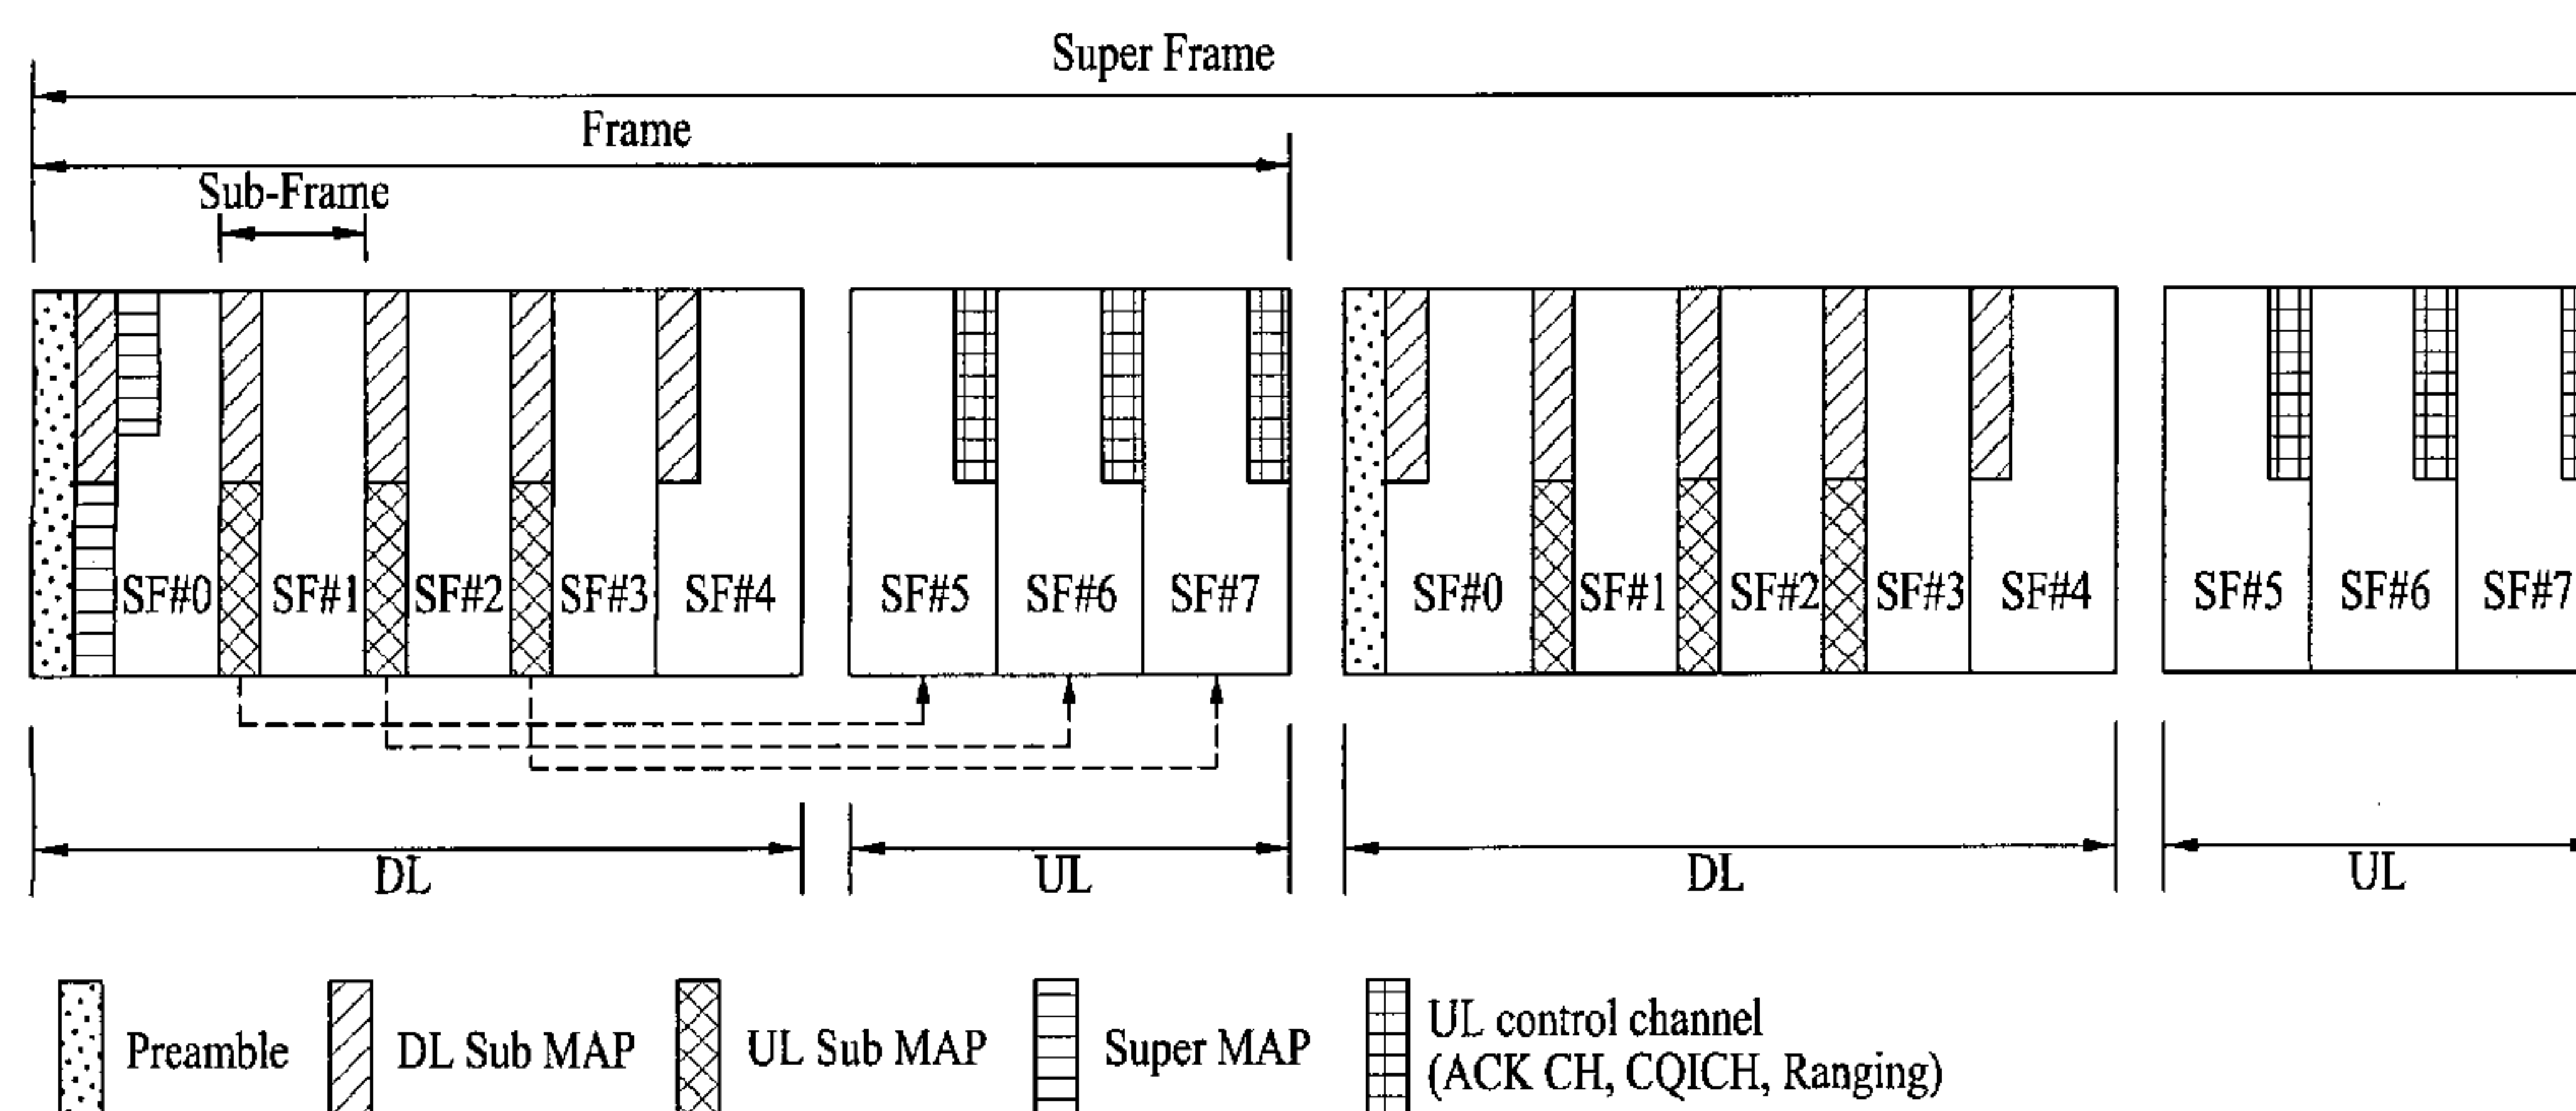 Super Frame
Frame
Sub-Frame
SF#0 SF#1 SF#2 SF#3 SF#4 SF#5 SF#6 SF#7 SF#0 SF#1 SF#2 SF#3 SF#4 SF#5 SF#6 SF#7
DL UL DL UL
Preamble DL Sub MAP UL Sub MAP Super MAP UL control channel
(ACK CH, CQICH, Ranging)